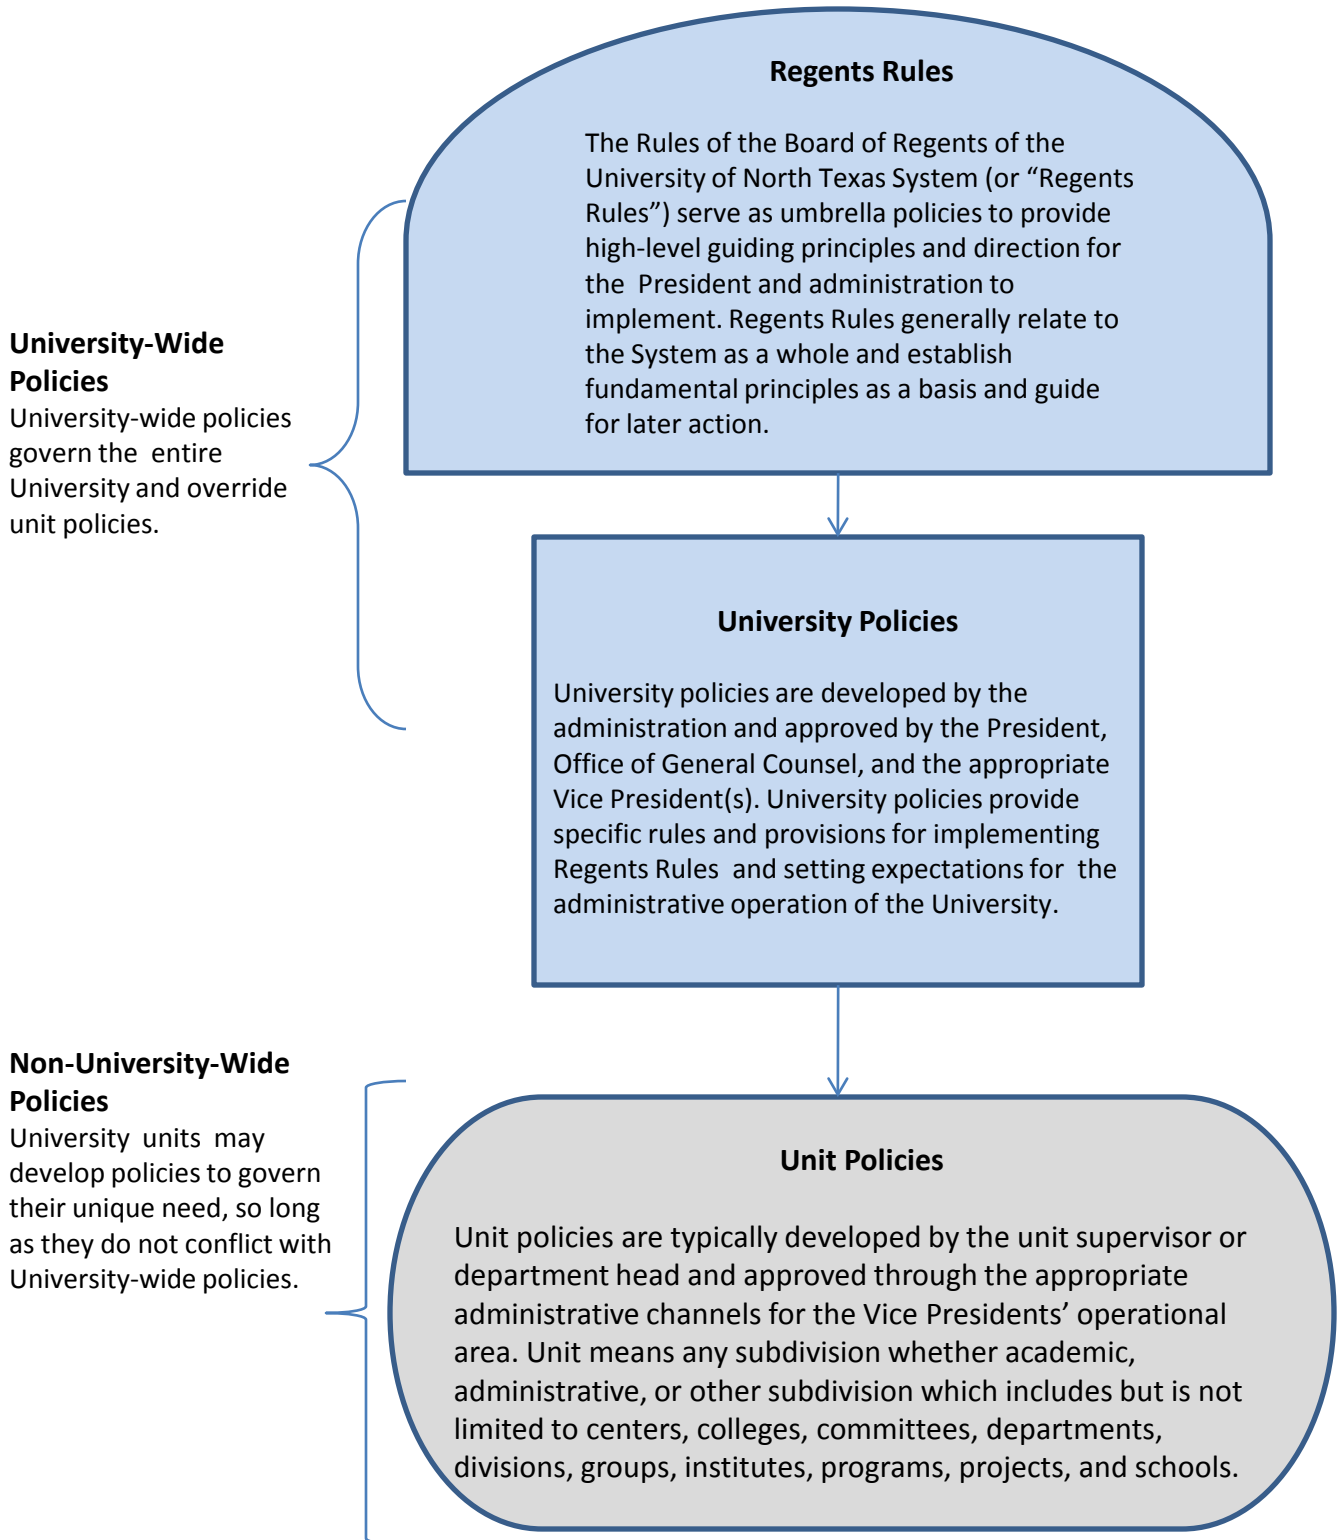 Regents Rules
The Rules of the Board of Regents of the
University of North Texas System (or “Regents
Rules”) serve as umbrella policies to provide
high-level guiding principles and direction for
the President and administration to
implement. Regents Rules generally relate to
the System as a whole and establish
fundamental principles as a basis and guide
for later action.
University-Wide
Policies
University-wide policies
govern the entire
University and override
unit policies.
University Policies
University policies are developed by the
administration and approved by the President,
Office of General Counsel, and the appropriate
Vice President(s). University policies provide
specific rules and provisions for implementing
Regents Rules and setting expectations for the
administrative operation of the University.
Non-University-Wide
Policies
University units may
develop policies to govern
their unique need, so long
as they do not conflict with
University-wide policies.
Unit Policies
Unit policies are typically developed by the unit supervisor or
department head and approved through the appropriate
administrative channels for the Vice Presidents’ operational
area. Unit means any subdivision whether academic,
administrative, or other subdivision which includes but is not
limited to centers, colleges, committees, departments,
divisions, groups, institutes, programs, projects, and schools.